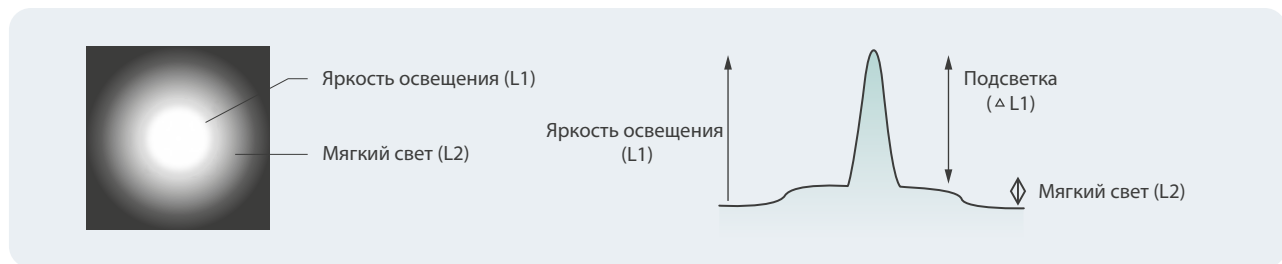 Яркость освещения (L1)
Мягкий свет (L2)
Яркость освещения
(L1)
Подсветка
(△ L1)
Мягкий свет (L2)